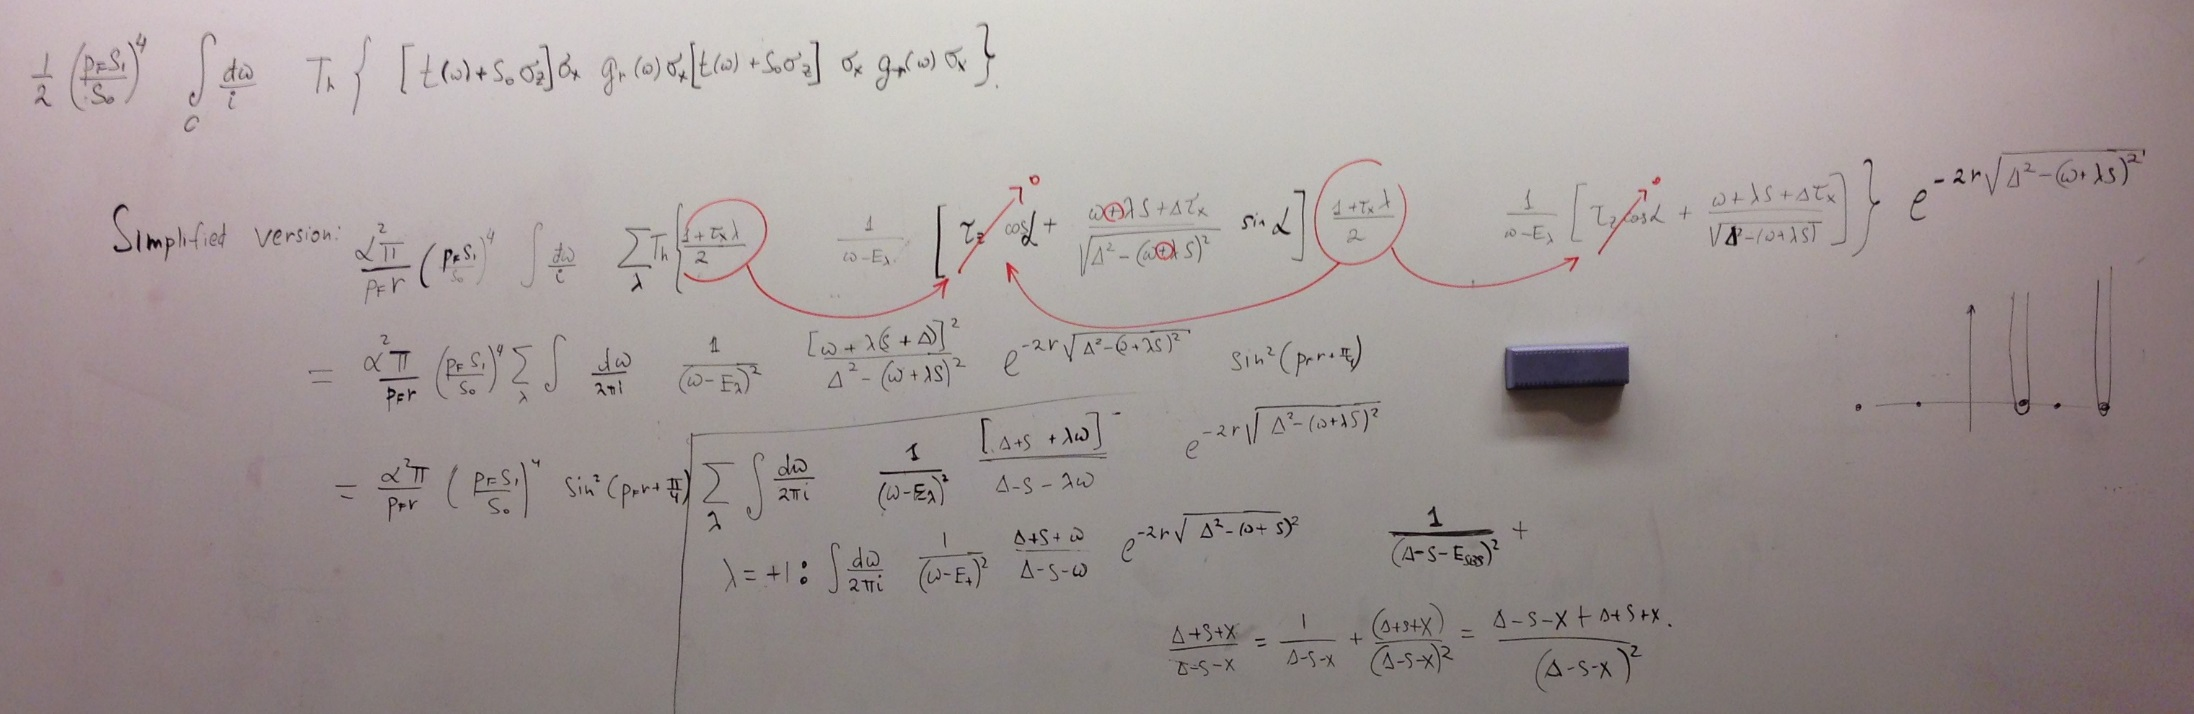 1/2 (p_F S_1/S_0)^4 ∫_C dω/i Tr { [t(ω)+S_0 σ_z] σ_x g_r(ω) σ_x [t(ω)+S_0 σ_z] σ_x g_r(ω) σ_x }.
Simplified version: α²π/p_F r (p_F S_1/S_0)^4 ∫ dω/i Σ_λ Tr { (1+τ_x λ)/2 1/(ω-E_λ) [ τ_z cosα + (ω+λS+Δτ_x)/√(Δ²-(ω+λS)²) sin α ] (1+τ_x λ)/2 1/(ω-E_λ) [ τ_z cosα + (ω+λS+Δτ_x)/√(Δ²-(ω+λS)) ] } e^{-2r√(Δ²-(ω+λS)²)}
0 0
= α²π/p_F r (p_F S_1/S_0)^4 Σ_λ ∫ dω/2πi 1/(ω-E_λ)² [ω+λ(S+Δ)]²/(Δ²-(ω+λS)²) e^{-2r√(Δ²-(ω+λS)²)} sin²(p_F r+π/4)
= α²π/p_F r (p_F S_1/S_0)^4 sin²(p_F r+π/4) Σ_λ ∫ dω/2πi 1/(ω-E_λ)² [Δ+S+λω]/(Δ-S-λω) e^{-2r√(Δ²-(ω+λS)²)}
λ=+1: ∫ dω/2πi 1/(ω-E_+)² (Δ+S+ω)/(Δ-S-ω) e^{-2r√(Δ²-(ω+S)²)} 1/(Δ-S-E)² +
(Δ+S+X)/(Δ-S-X) = 1/(Δ-S-X) + (Δ+S+X)/(Δ-S-X)² = (Δ-S-X+Δ+S+X.)/(Δ-S-X)²